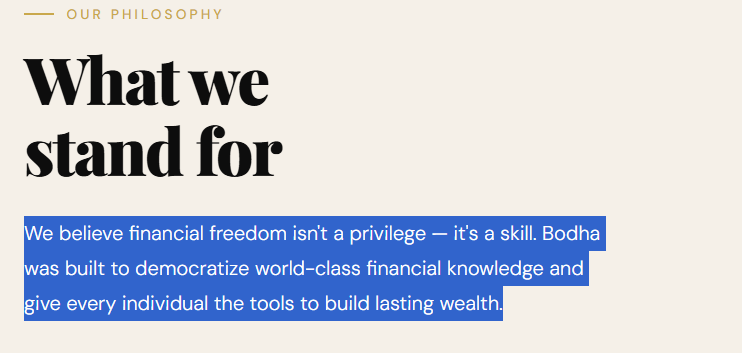 OUR PHILOSOPHY
What we
stand for
We believe financial freedom isn't a privilege — it's a skill. Bodha
was built to democratize world-class financial knowledge and
give every individual the tools to build lasting wealth.